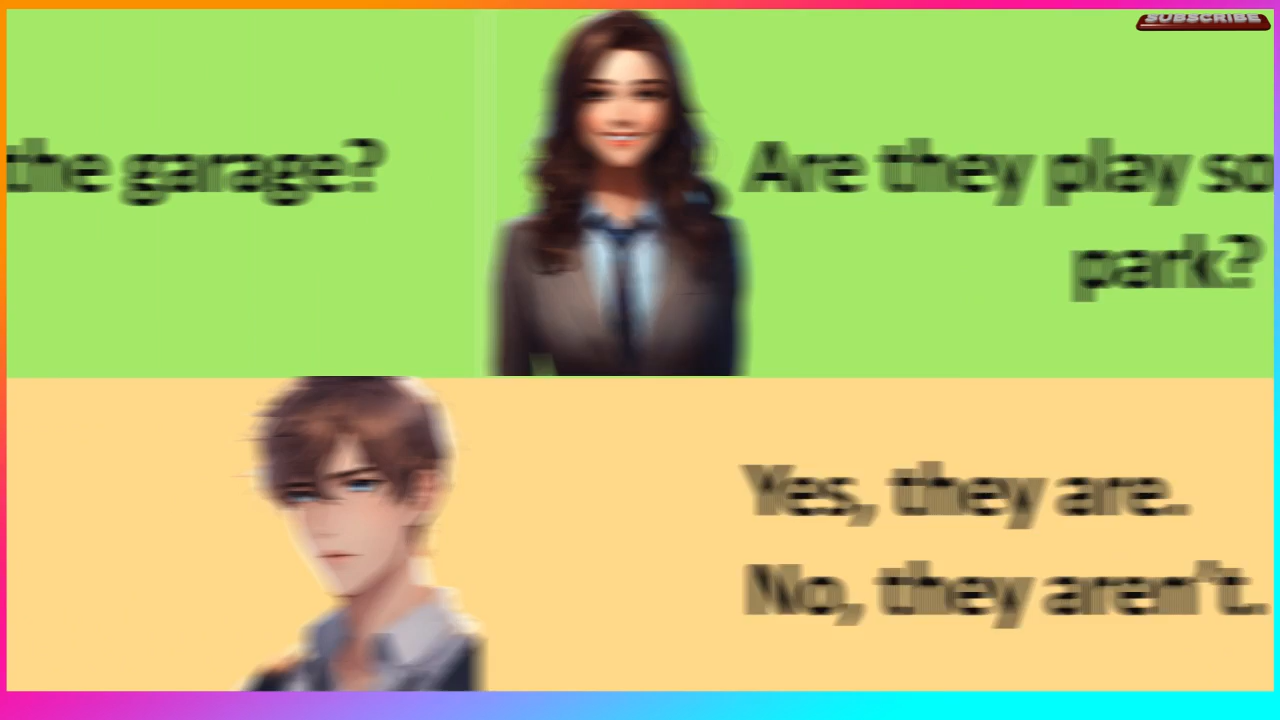 SUBSCRIBE
the garage?
Are they play so
park?
Yes, they are.
No, they aren't.